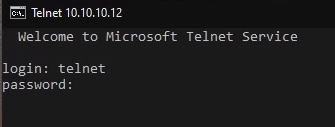 Telnet 10.10.10.12
Welcome to Microsoft Telnet Service
login: telnet
password: